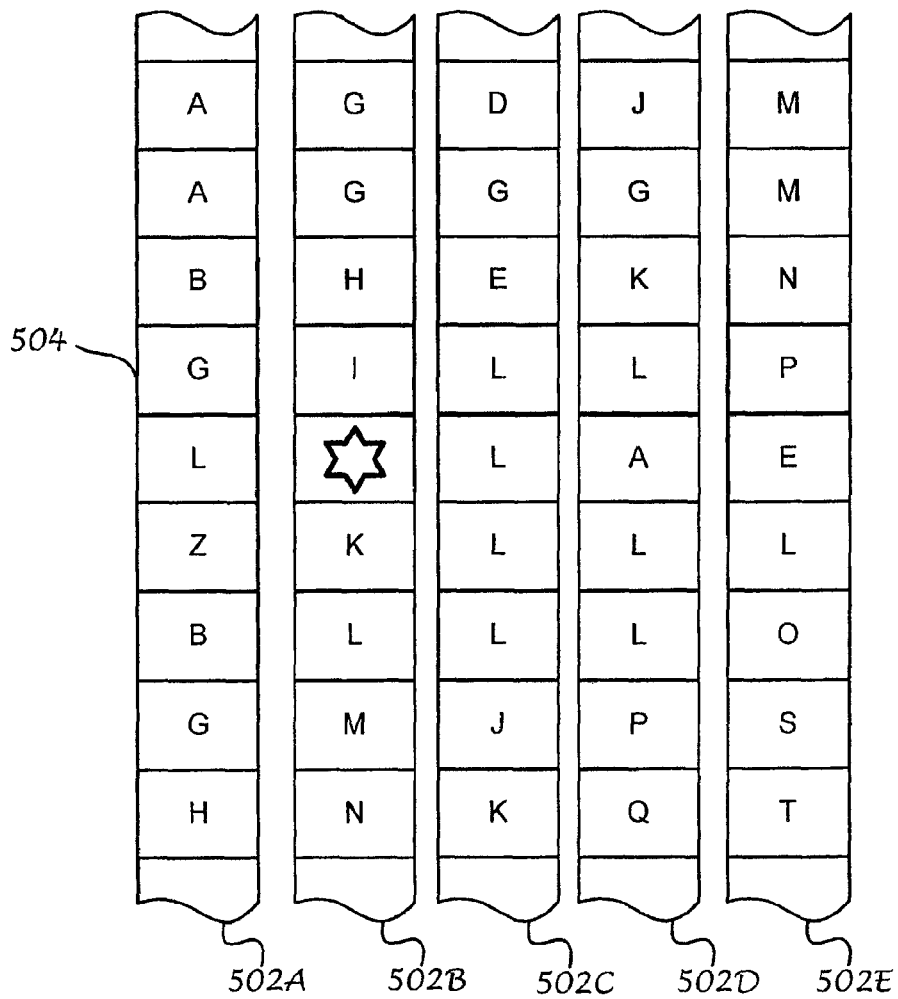 A G D J M
A G G G M
B H E K N
504
G I L L P
L L A E
Z K L L L
B L L L O
G M J P S
H N K Q T
502A 502B 502C 502D 502E